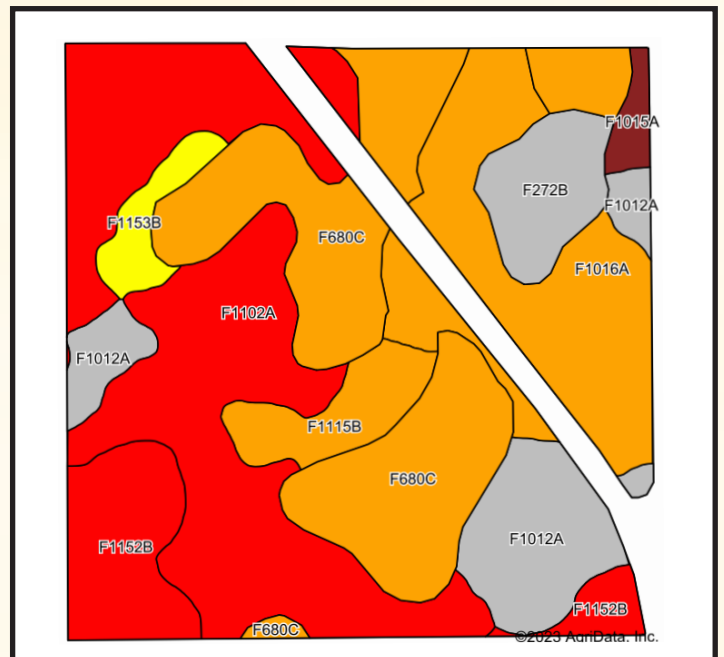 F1015A
F272B
F1012A
F1153B
F680C
F1016A
F1102A
F1012A
F1115B
F680C
F1012A
F1152B
F1152B
F680C
©2023 AgriData, Inc.